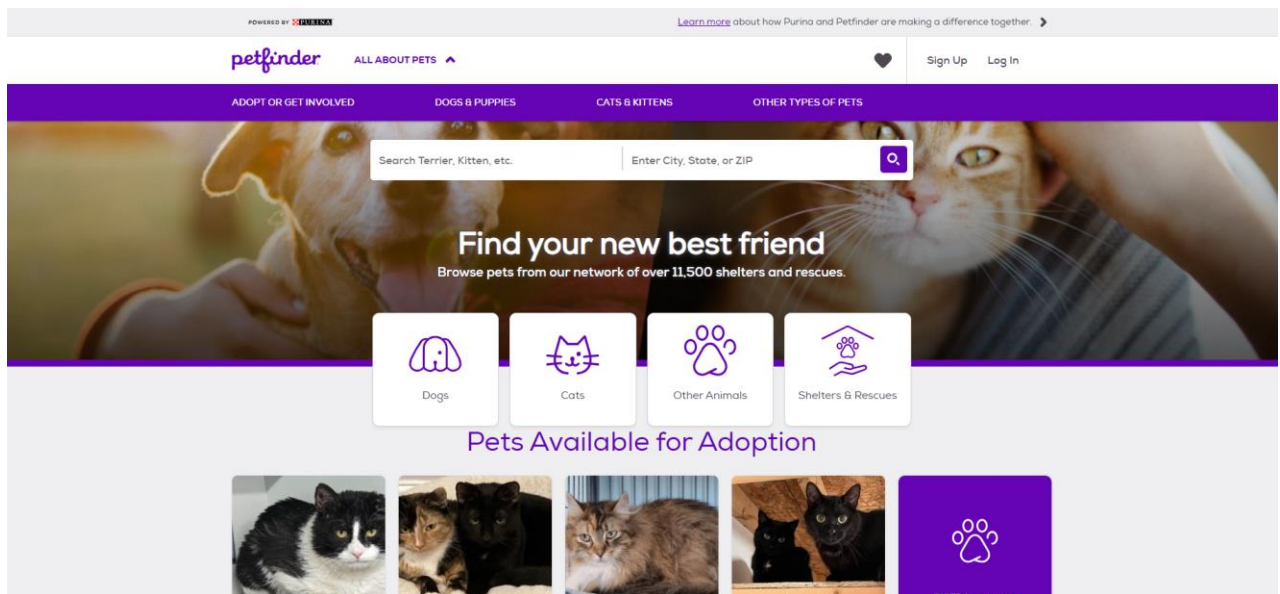 POWERED BY PURINA
Learn more about how Purina and Petfinder are making a difference together.
petfinder
ALL ABOUT PETS
Sign Up
Log In
ADOPT OR GET INVOLVED
DOGS & PUPPIES
CATS & KITTENS
OTHER TYPES OF PETS
Search Terrier, Kitten, etc.
Enter City, State, or ZIP
Find your new best friend
Browse pets from our network of over 11,500 shelters and rescues.
Dogs
Cats
Other Animals
Shelters & Rescues
Pets Available for Adoption